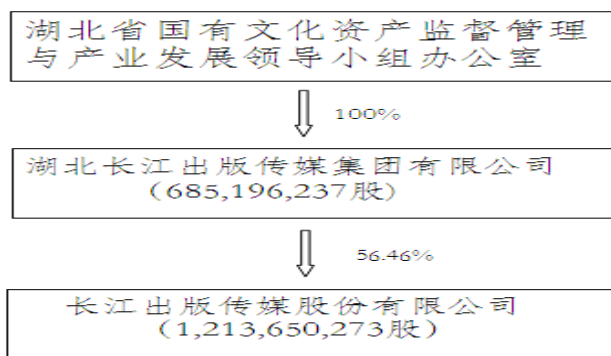 湖北省国有文化资产监督管理
与产业发展领导小组办公室
100%
湖北长江出版传媒集团有限公司
(685,196,237股)
56.46%
长江出版传媒股份有限公司
(1,213,650,273股)